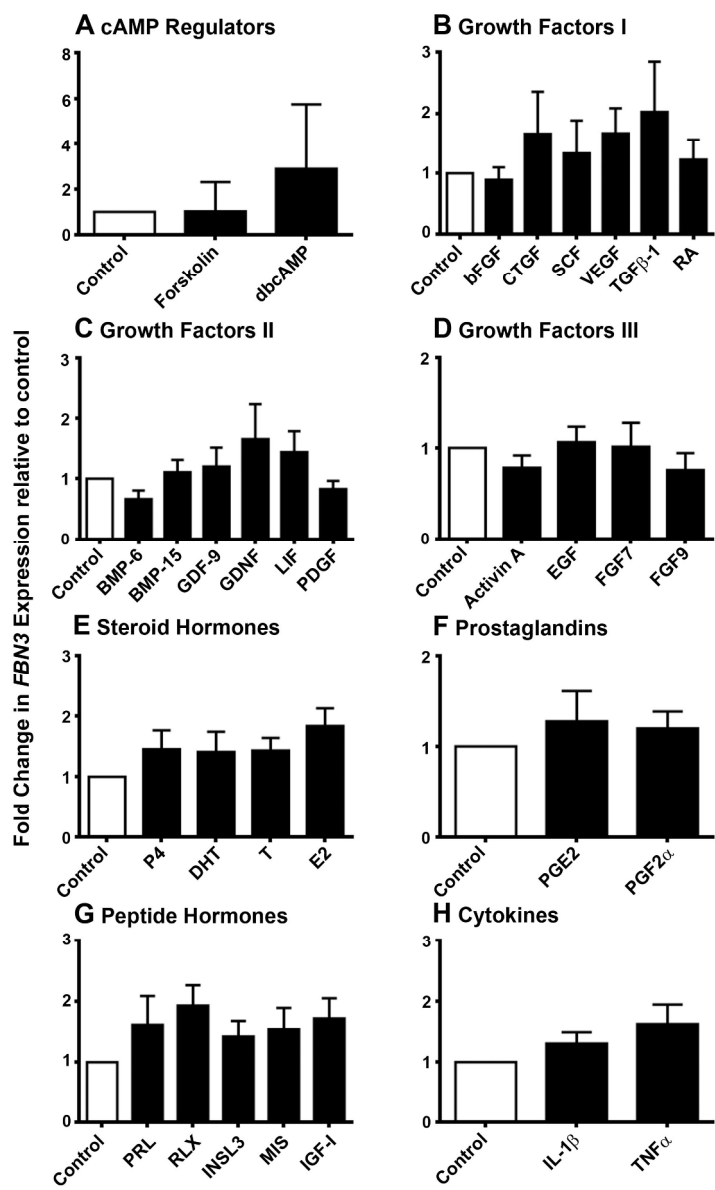 Fold Change in FBN3 Expression relative to control
A cAMP Regulators
8
6
4
2
0
Control
Forskolin
dbcAMP
B Growth Factors I
3
2
1
0
Control
bFGF
CTGF
SCF
VEGF
TGFβ-1
RA
C Growth Factors II
3
2
1
0
Control
BMP-6
BMP-15
GDF-9
GDNF
LIF
PDGF
D Growth Factors III
2
1
0
Control
Activin A
EGF
FGF7
FGF9
E Steroid Hormones
3
2
1
0
Control
P4
DHT
T
E2
F Prostaglandins
2
1
0
Control
PGE2
PGF2α
G Peptide Hormones
3
2
1
0
Control
PRL
RLX
INSL3
MIS
IGF-I
H Cytokines
3
2
1
0
Control
IL-1β
TNFα